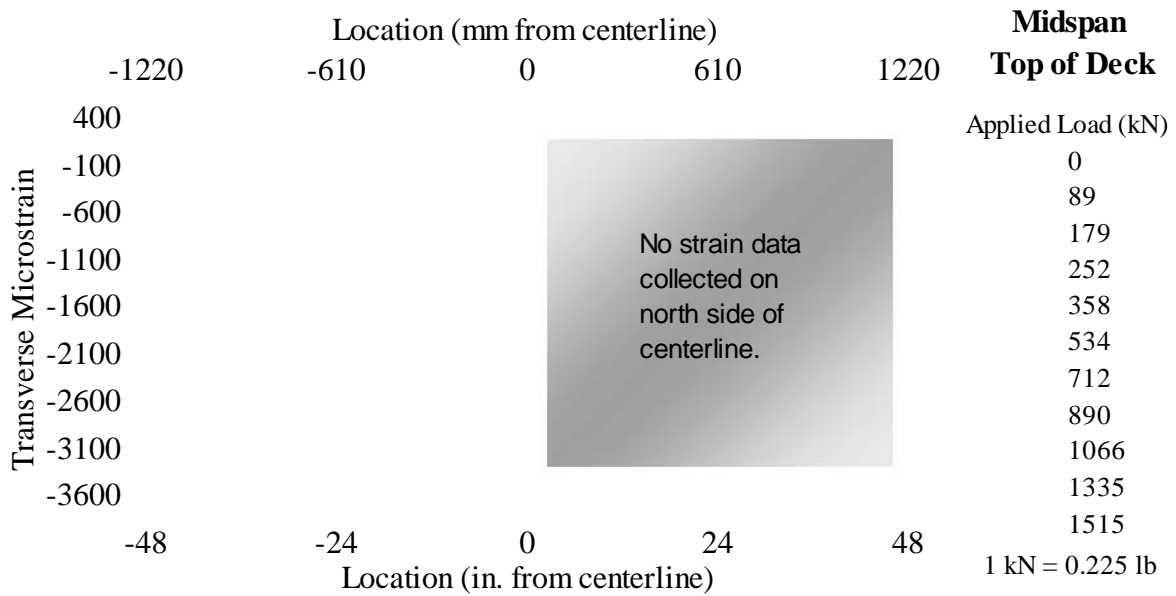 Location (mm from centerline)
-1220 -610 0 610 1220
Midspan
Top of Deck
Transverse Microstrain
400
-100
-600
-1100
-1600
-2100
-2600
-3100
-3600
No strain data
collected on
north side of
centerline.
-48 -24 0 24 48
Location (in. from centerline)
Applied Load (kN)
0
89
179
252
358
534
712
890
1066
1335
1515
1 kN = 0.225 lb